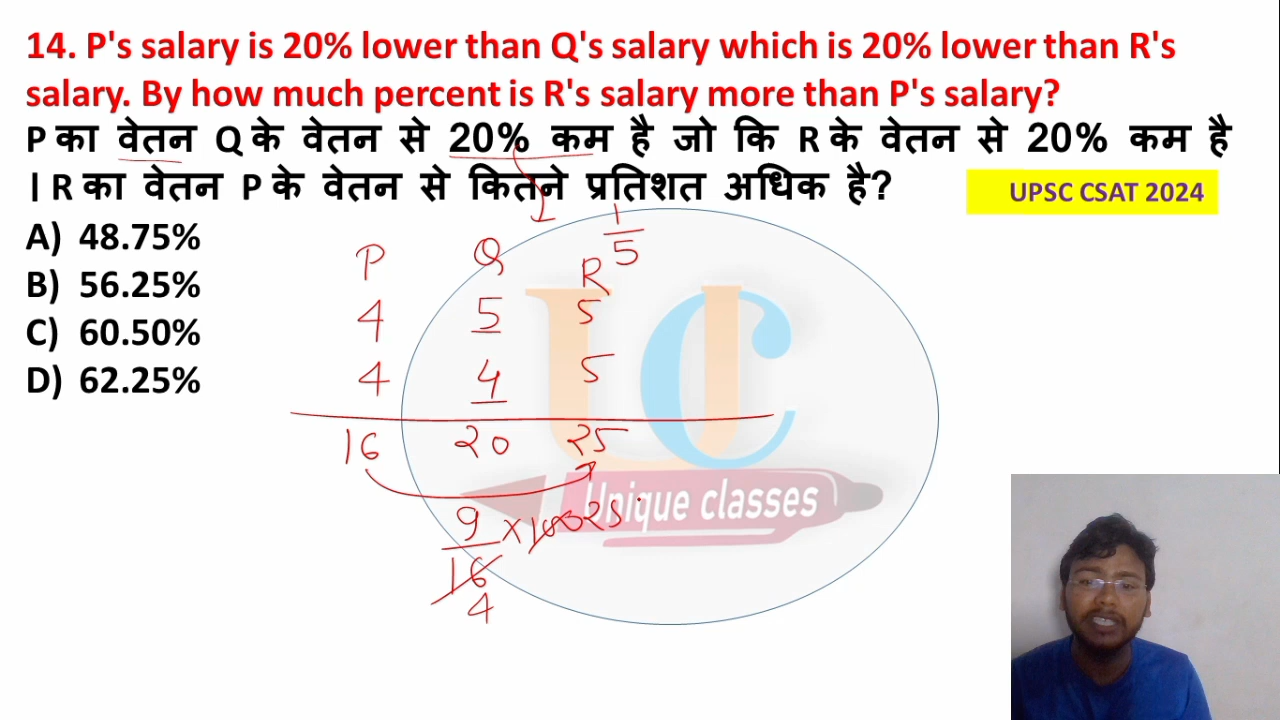 14. P's salary is 20% lower than Q's salary which is 20% lower than R's
salary. By how much percent is R's salary more than P's salary?
P का वेतन Q के वेतन से 20% कम है जो कि R के वेतन से 20% कम है
। R का वेतन P के वेतन से कितने प्रतिशत अधिक है?
UPSC CSAT 2024
A) 48.75%
B) 56.25%
C) 60.50%
D) 62.25%
1/5
P Q R
4 5 5
4 4 5
16 20 25
Unique classes
9/16 × 100 25
4